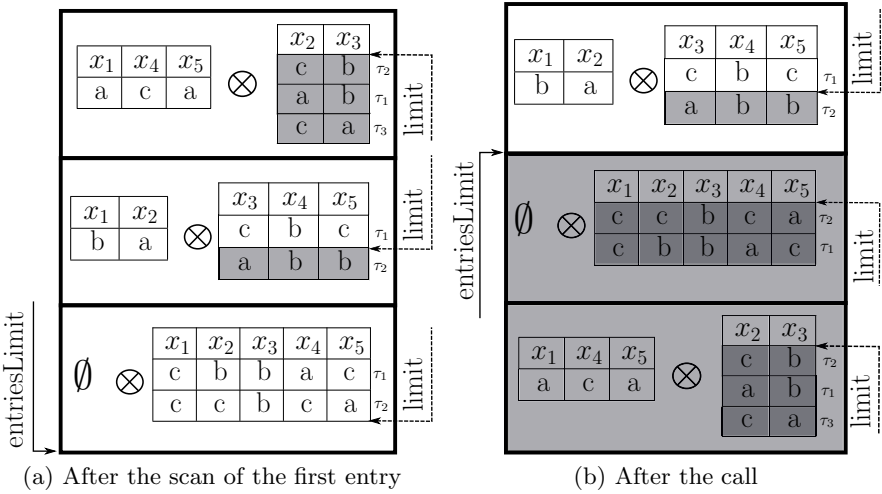 x1 x4 x5
a c a
⊗
x2 x3
c b τ2
a b τ1
c a τ3
limit
x1 x2
b a
⊗
x3 x4 x5
c b c τ1
a b b τ2
limit
∅ ⊗
x1 x2 x3 x4 x5
c b b a c τ1
c c b c a τ2
limit
entriesLimit
(a) After the scan of the first entry
x1 x2
b a
⊗
x3 x4 x5
c b c τ1
a b b τ2
limit
∅ ⊗
x1 x2 x3 x4 x5
c c b c a τ2
c b b a c τ1
limit
entriesLimit
x1 x4 x5
a c a
⊗
x2 x3
c b τ2
a b τ1
c a τ3
limit
(b) After the call